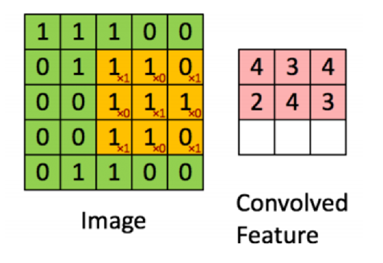 1 1 1 0 0
0 1 1×1 1×0 0×1
0 0 1×0 1×1 1×0
0 0 1×1 1×0 0×1
0 1 1 0 0
4 3 4
2 4 3
Image
Convolved
Feature